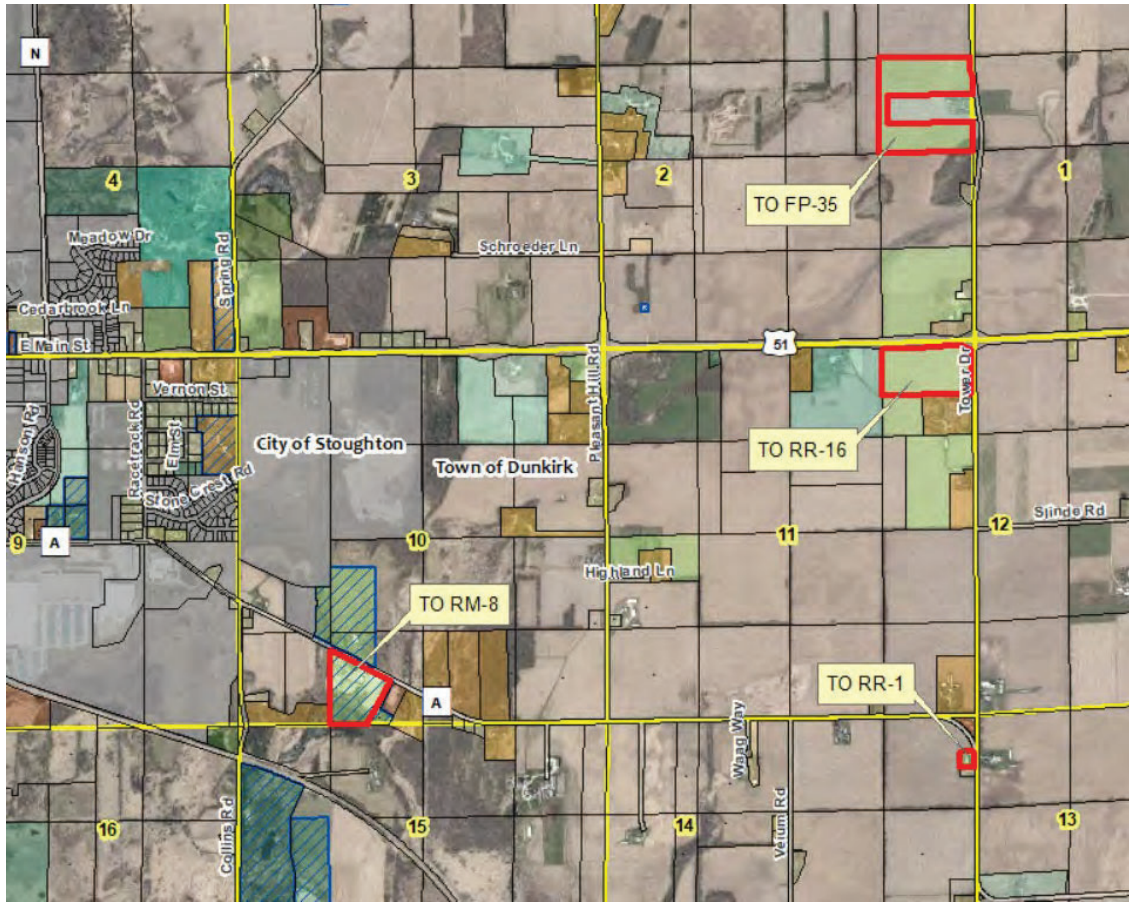 N
1
4
3
2
TO FP-35
Meadow Dr
Spring Rd
Schroeder Ln
Cedarbrook Ln
E Main St
51
Pleasant Hill Rd
Tower Dr
Vernon St
Hanson Rd
Racetrack Rd
Elm St
City of Stoughton
Town of Dunkirk
TO RR-16
Stone Crest Rd
Slinde Rd
9
A
10
11
12
Highland Ln
TO RM-8
TO RR-1
A
Waag Way
Veium Rd
Collins Rd
16
15
14
13